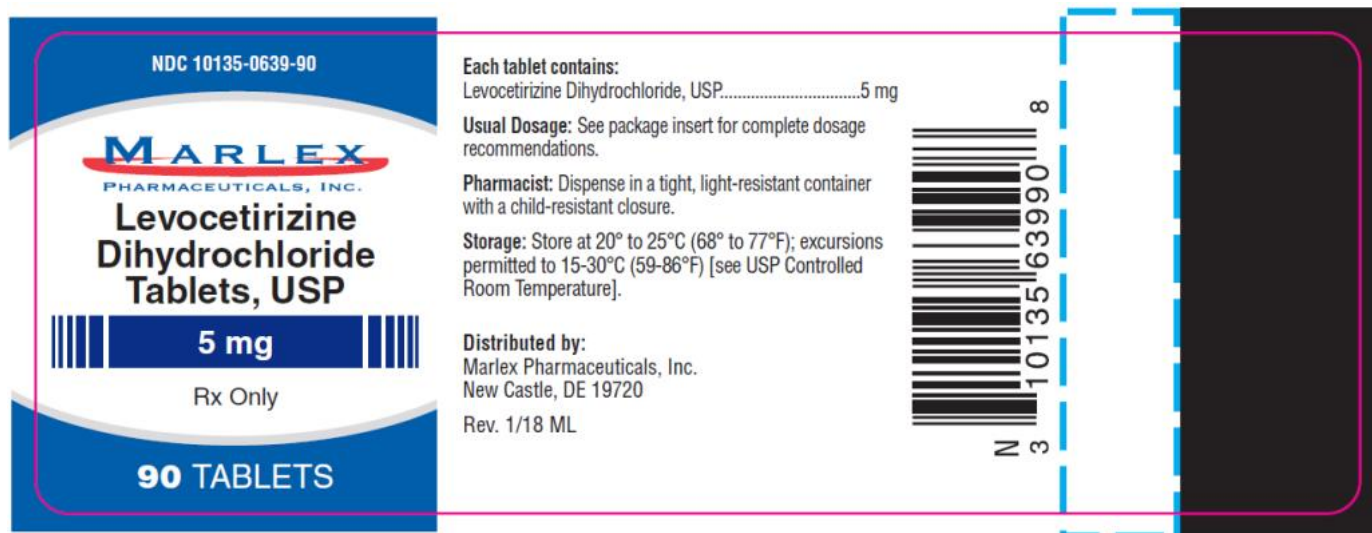 NDC 10135-0639-90
MARLEX
PHARMACEUTICALS, INC.
Levocetirizine
Dihydrochloride
Tablets, USP
5 mg
Rx Only
90 TABLETS
Each tablet contains:
Levocetirizine Dihydrochloride, USP................................5 mg
Usual Dosage: See package insert for complete dosage
recommendations.
Pharmacist: Dispense in a tight, light-resistant container
with a child-resistant closure.
Storage: Store at 20° to 25°C (68° to 77°F); excursions
permitted to 15-30°C (59-86°F) [see USP Controlled
Room Temperature].
Distributed by:
Marlex Pharmaceuticals, Inc.
New Castle, DE 19720
Rev. 1/18 ML
N
3 10135 63990 8